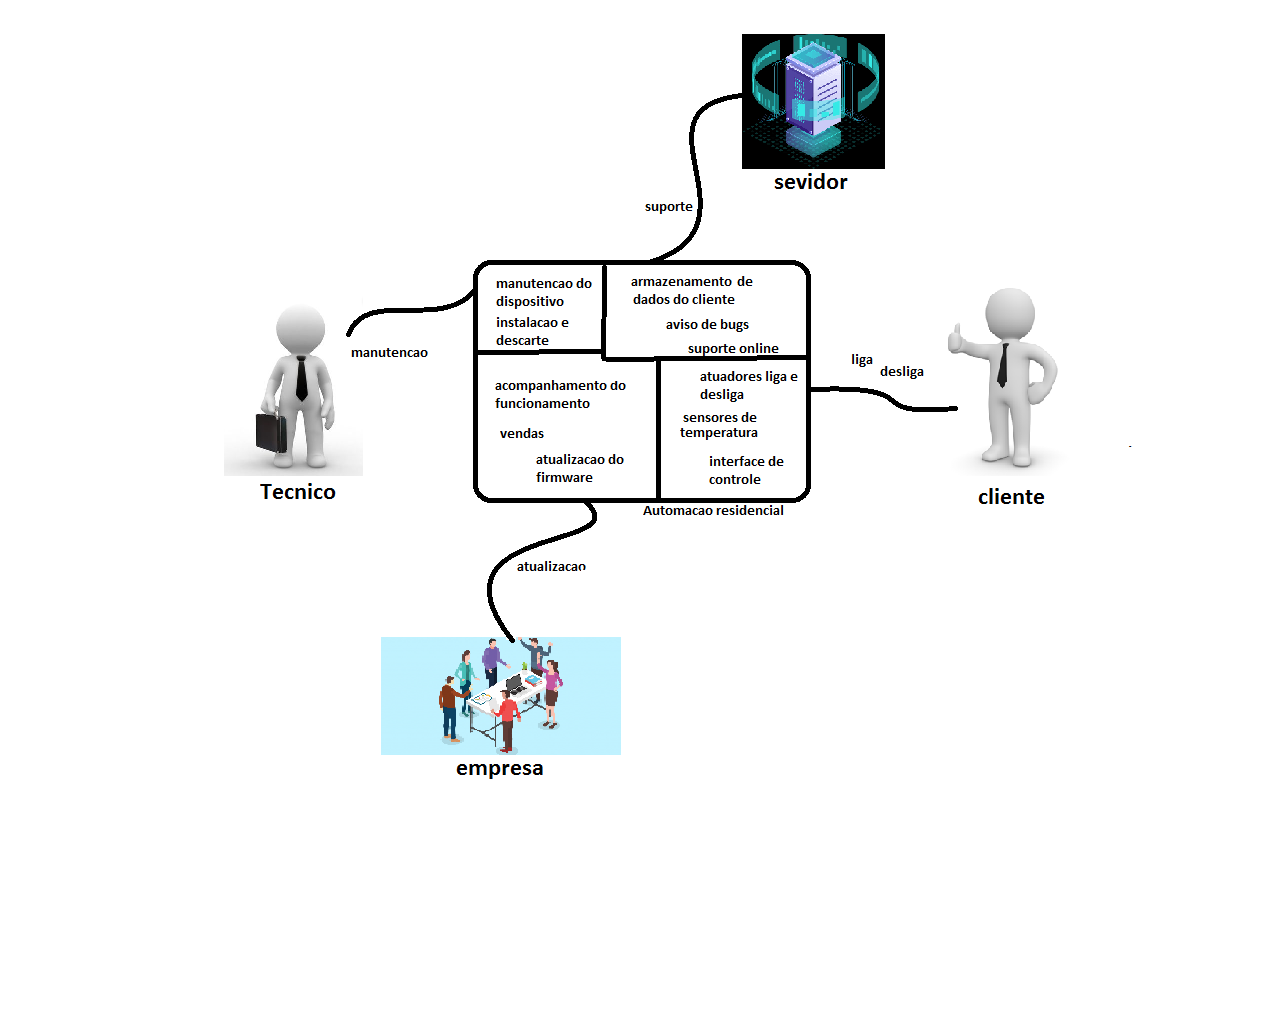 sevidor
suporte
manutencao do
dispositivo
instalacao e
descarte
armazenamento de
dados do cliente
aviso de bugs
suporte online
manutencao
Tecnico
liga
desliga
cliente
acompanhamento do
funcionamento
vendas
atualizacao do
firmware
atuadores liga e
desliga
sensores de
temperatura
interface de
controle
Automacao residencial
atualizacao
empresa